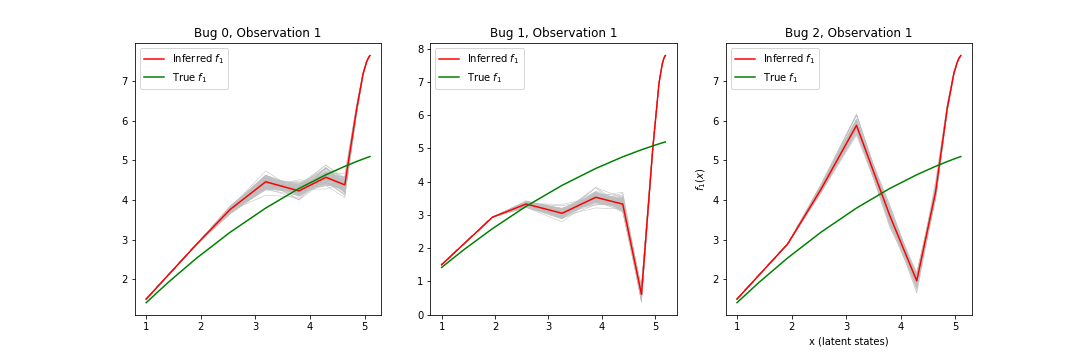 Bug 0, Observation 1
Inferred f₁
True f₁
7
6
5
4
3
2
1 2 3 4 5
Bug 1, Observation 1
Inferred f₁
True f₁
8
7
6
5
4
3
2
1
0
1 2 3 4 5
Bug 2, Observation 1
Inferred f₁
True f₁
f₁(x)
7
6
5
4
3
2
1 2 3 4 5
x (latent states)